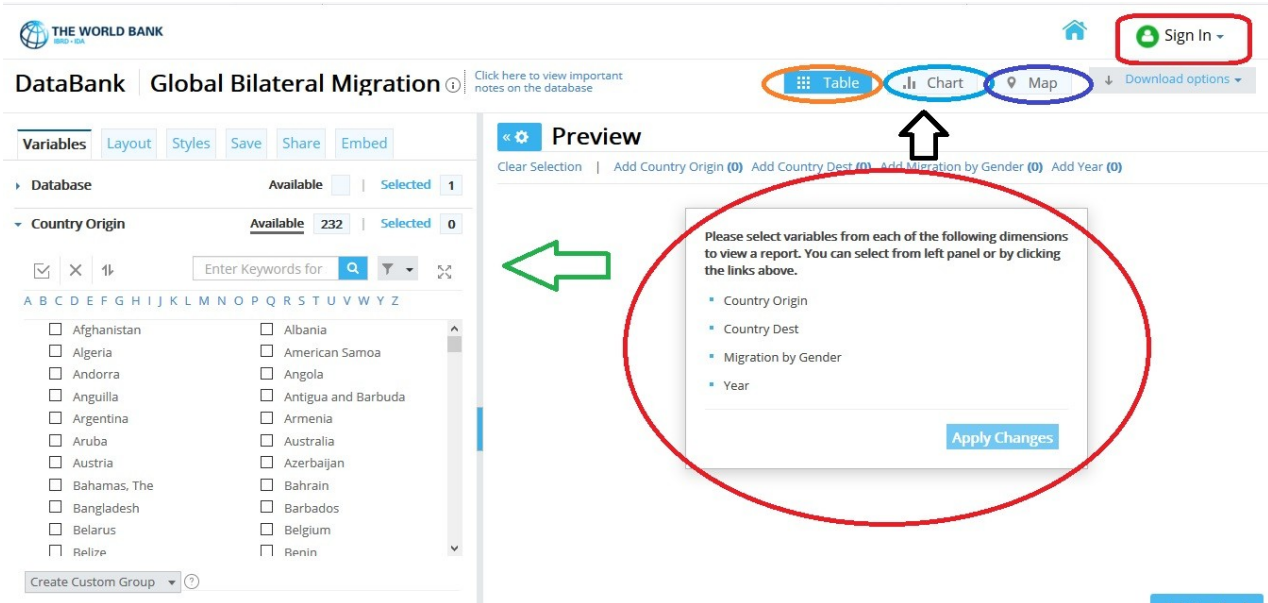 THE WORLD BANK
IBRD • IDA
Sign In
DataBank Global Bilateral Migration
Click here to view important
notes on the database
Table Chart Map Download options
Variables Layout Styles Save Share Embed
Preview
Clear Selection | Add Country Origin (0) Add Country Dest (0) Add Migration by Gender (0) Add Year (0)
Database Available | Selected 1
Country Origin Available 232 | Selected 0
Enter Keywords for
A B C D E F G H I J K L M N O P Q R S T U V W Y Z
Afghanistan Albania
Algeria American Samoa
Andorra Angola
Anguilla Antigua and Barbuda
Argentina Armenia
Aruba Australia
Austria Azerbaijan
Bahamas, The Bahrain
Bangladesh Barbados
Belarus Belgium
Belize Benin
Create Custom Group ?
Please select variables from each of the following dimensions
to view a report. You can select from left panel or by clicking
the links above.
Country Origin
Country Dest
Migration by Gender
Year
Apply Changes